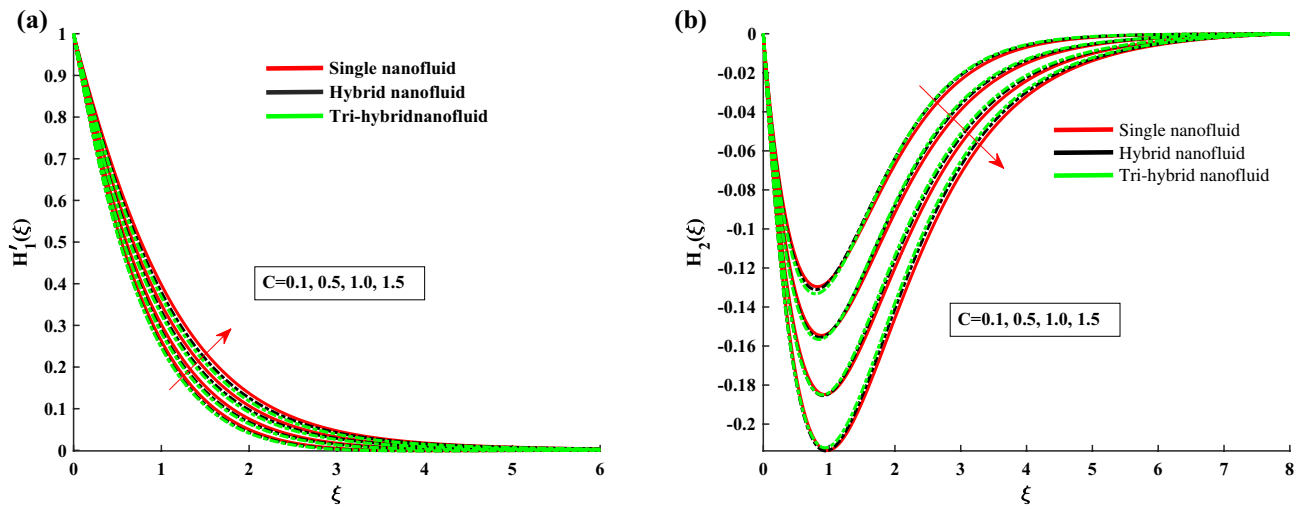 (a)
1
0.9
0.8
0.7
0.6
0.5
0.4
0.3
0.2
0.1
0
H′₁(ξ)
Single nanofluid
Hybrid nanofluid
Tri-hybridnanofluid
C=0.1, 0.5, 1.0, 1.5
0 1 2 3 4 5 6
ξ
(b)
0
-0.02
-0.04
-0.06
-0.08
-0.1
-0.12
-0.14
-0.16
-0.18
-0.2
H₂(ξ)
Single nanofluid
Hybrid nanofluid
Tri-hybrid nanofluid
C=0.1, 0.5, 1.0, 1.5
0 1 2 3 4 5 6 7 8
ξ